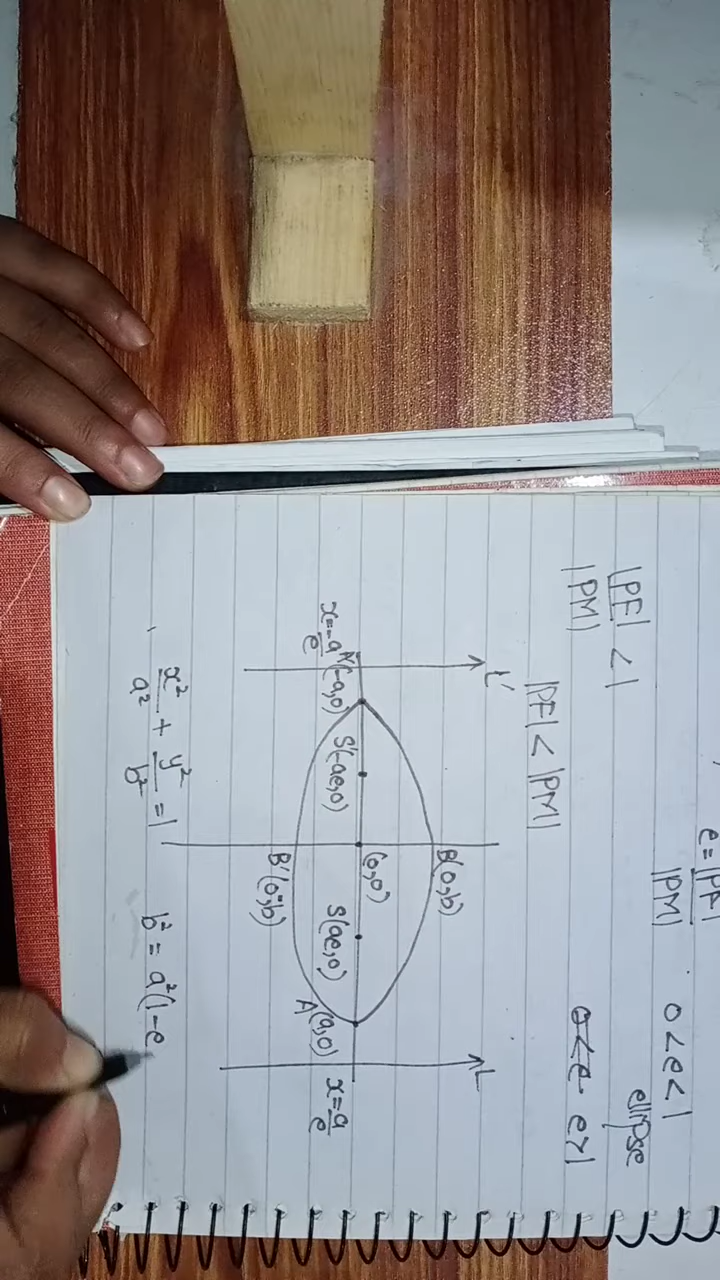 e = |PF|
|PM|
0<e<1
ellipse
|PF| < 1
|PM|
0<e e>1
|PF| < |PM|
L'
L
B(0,b)
A'(-a,0) S'(-ae,0) (0,0) S(ae,0) A(a,0)
x=-a
e
x=a
e
B'(0,-b)
x² + y² = 1
a² b²
b² = a²(1-e